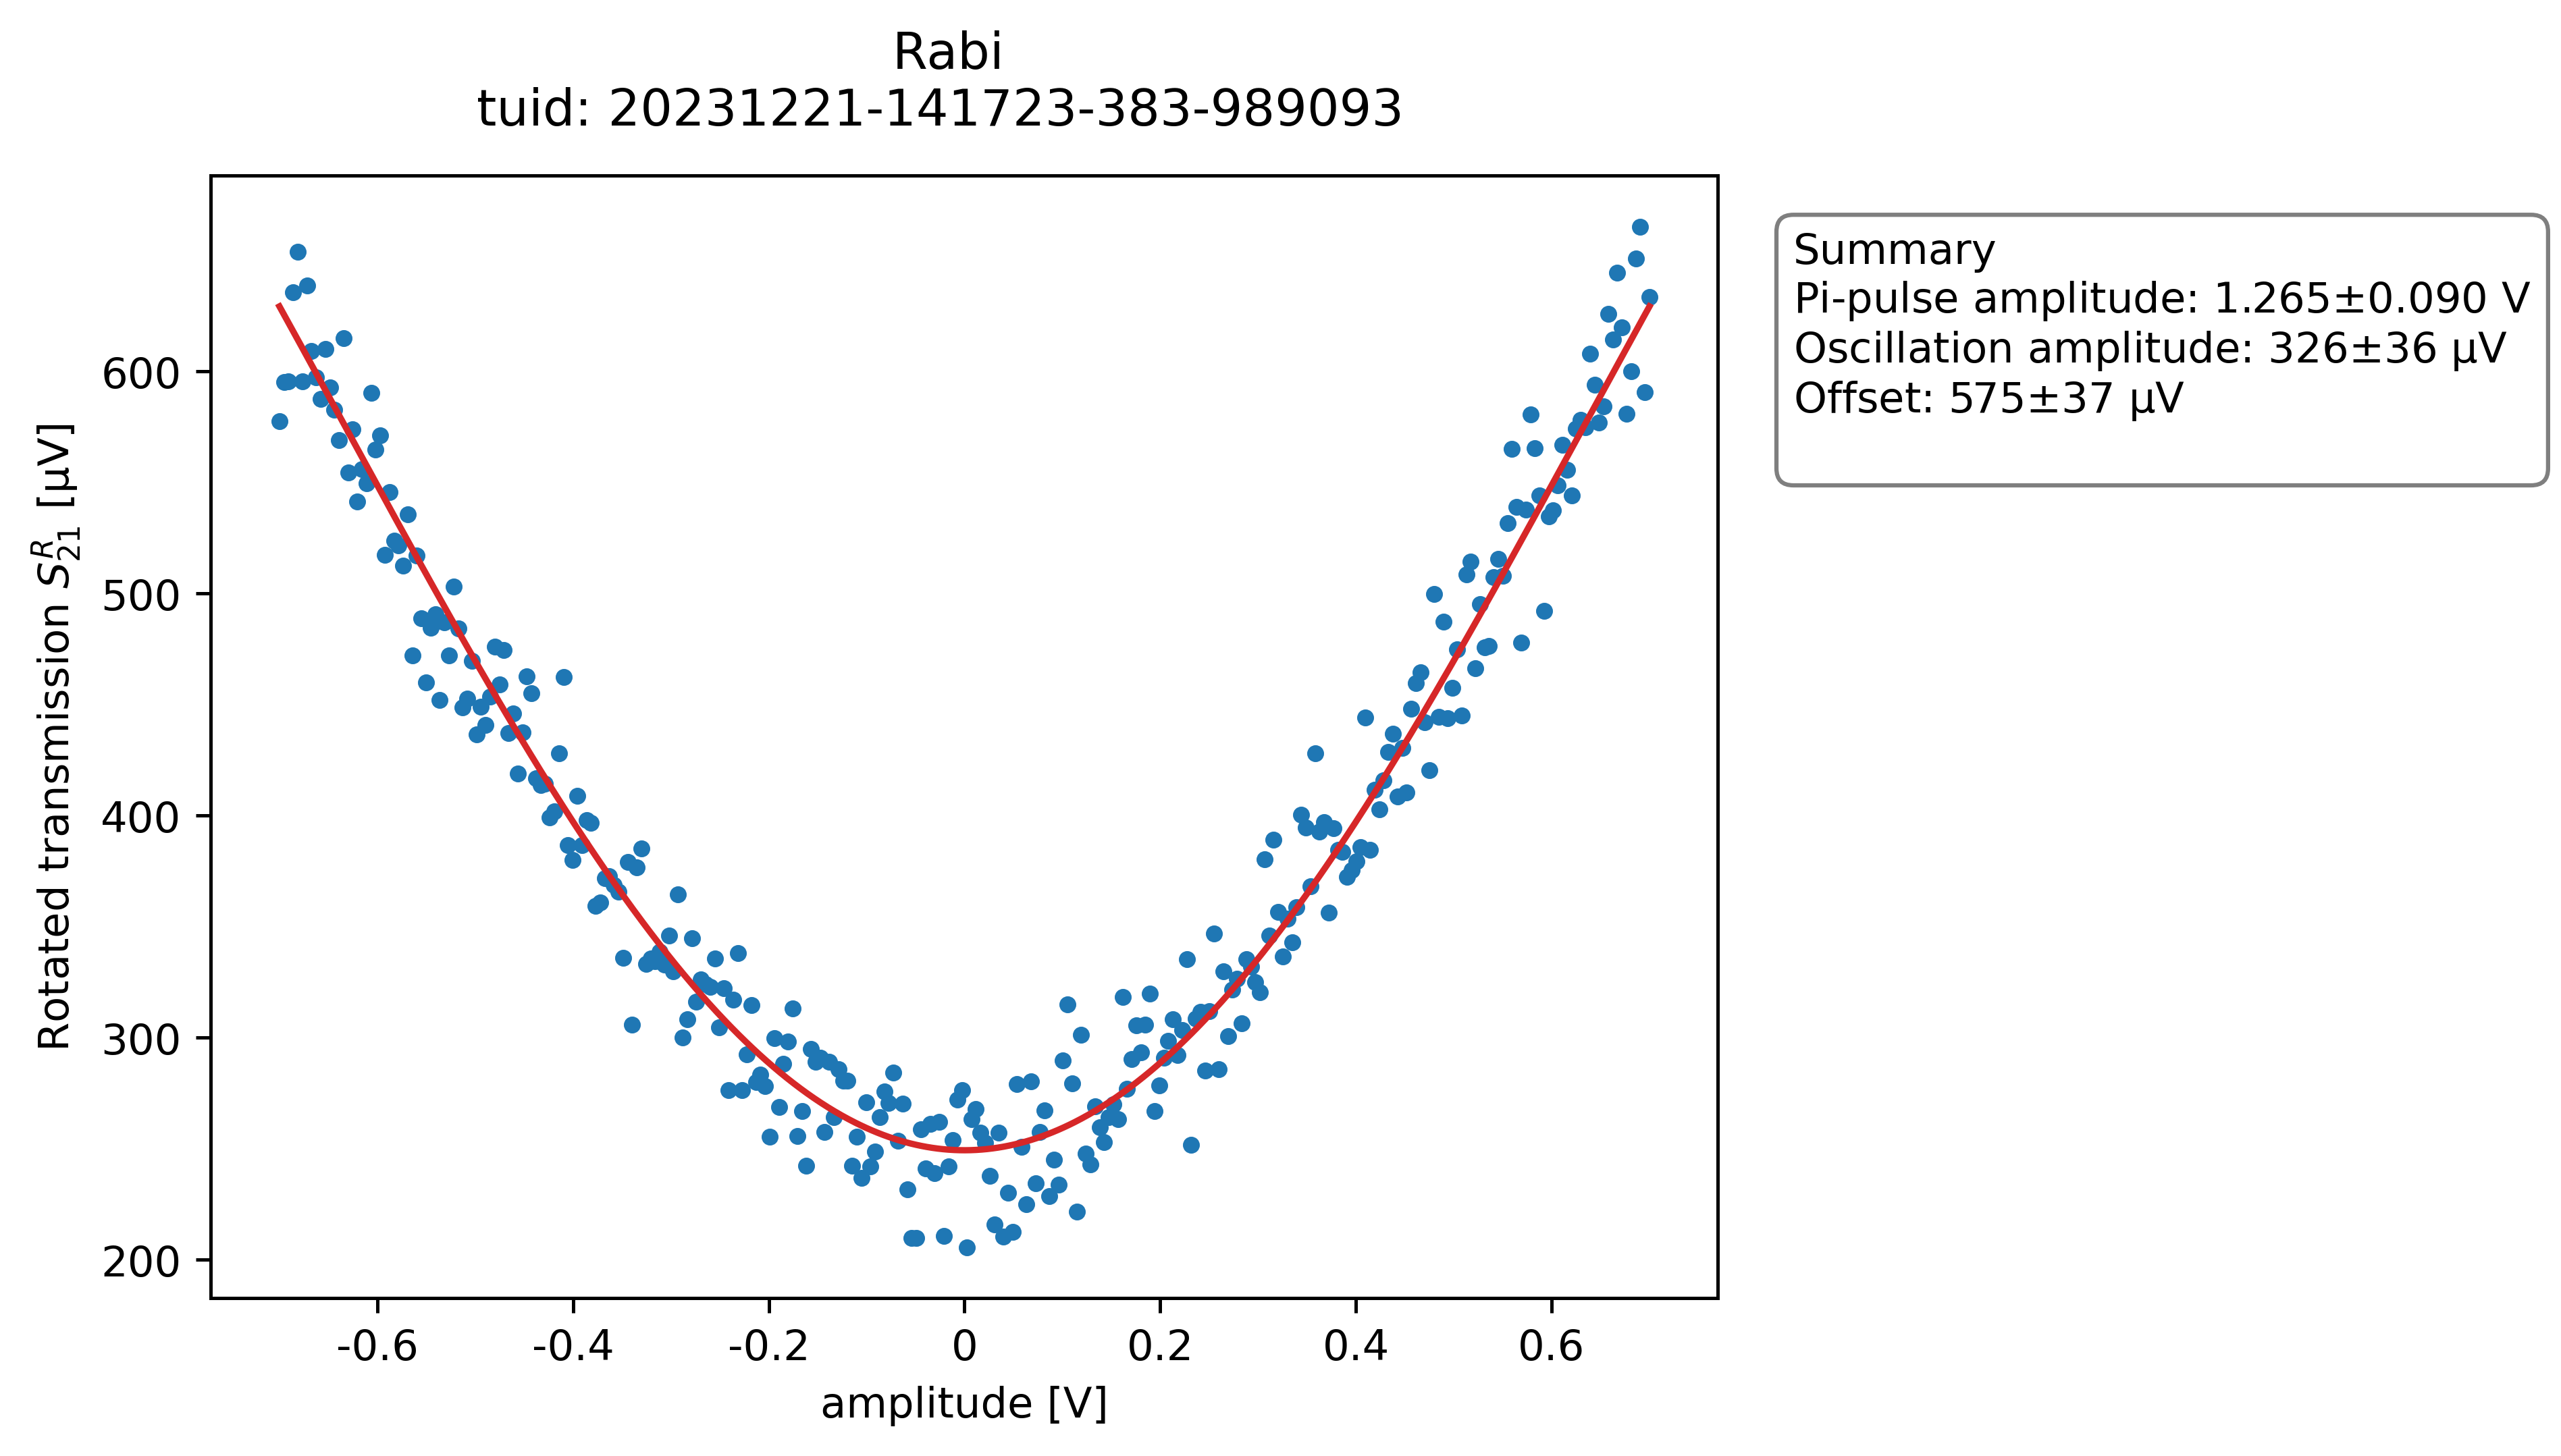 Rabi
tuid: 20231221-141723-383-989093
Rotated transmission $S_{21}^{R}$ [µV]
600
500
400
300
200
-0.6
-0.4
-0.2
0
0.2
0.4
0.6
amplitude [V]
Summary
Pi-pulse amplitude: 1.265±0.090 V
Oscillation amplitude: 326±36 µV
Offset: 575±37 µV